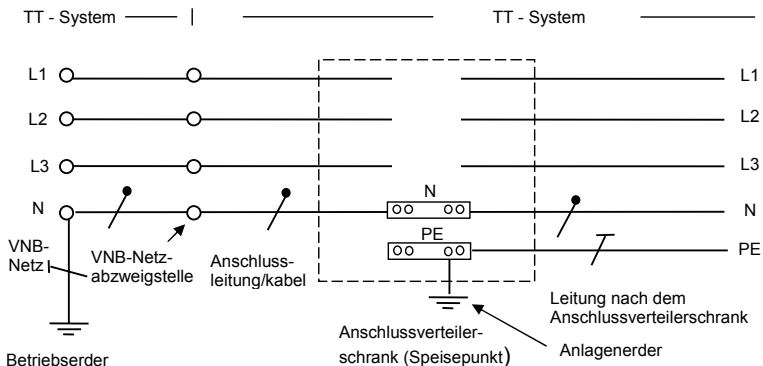 TT - System
TT - System
L1
L1
L2
L2
L3
L3
N
N
N
PE
PE
VNB-
Netz
VNB-Netz-
abzweigstelle
Anschluss-
leitung/kabel
Leitung nach dem
Anschlussverteilerschrank
Anschlussverteiler-
schrank (Speisepunkt)
Anlagenerder
Betriebserder